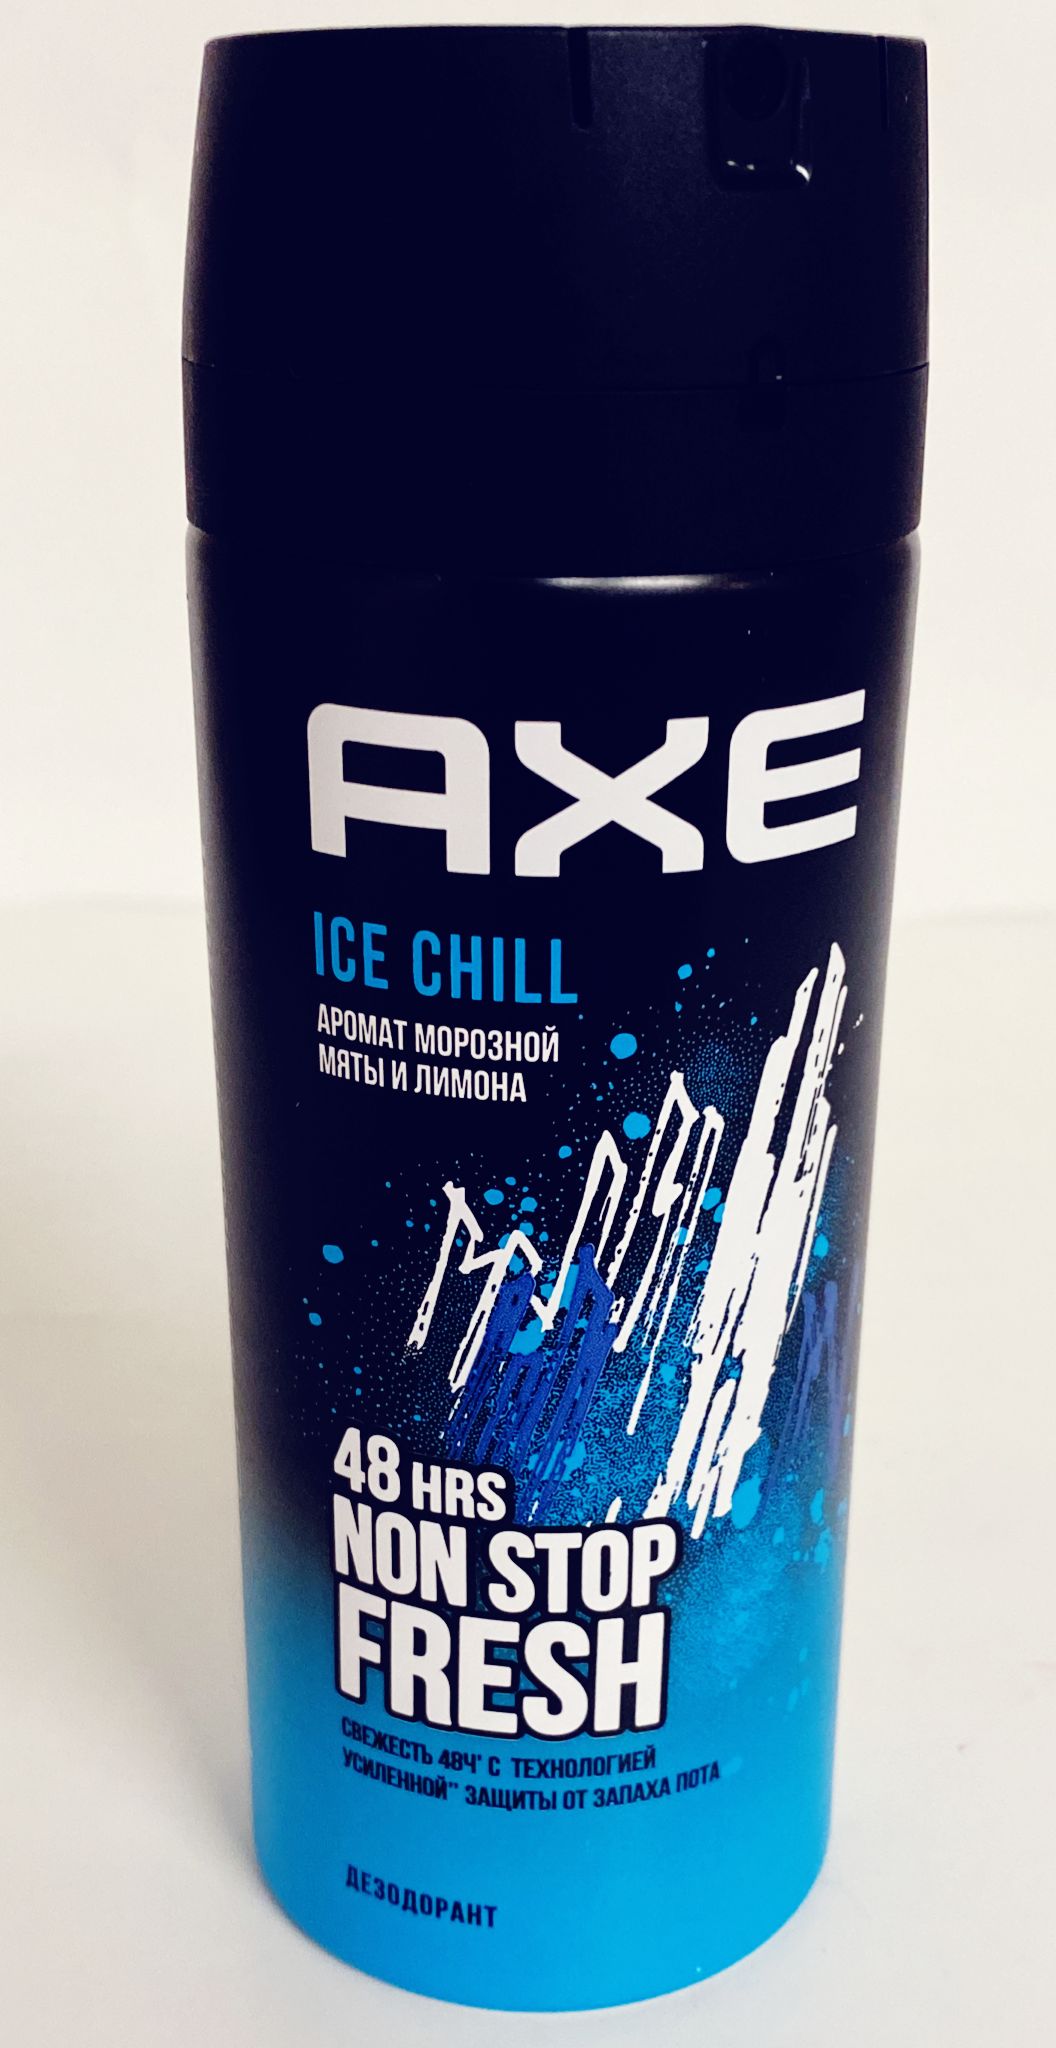 AXE
ICE CHILL
АРОМАТ МОРОЗНОЙ
МЯТЫ И ЛИМОНА
48 HRS
NON STOP
FRESH
СВЕЖЕСТЬ 48Ч' С ТЕХНОЛОГИЕЙ
УСИЛЕННОЙ" ЗАЩИТЫ ОТ ЗАПАХА ПОТА
ДЕЗОДОРАНТ